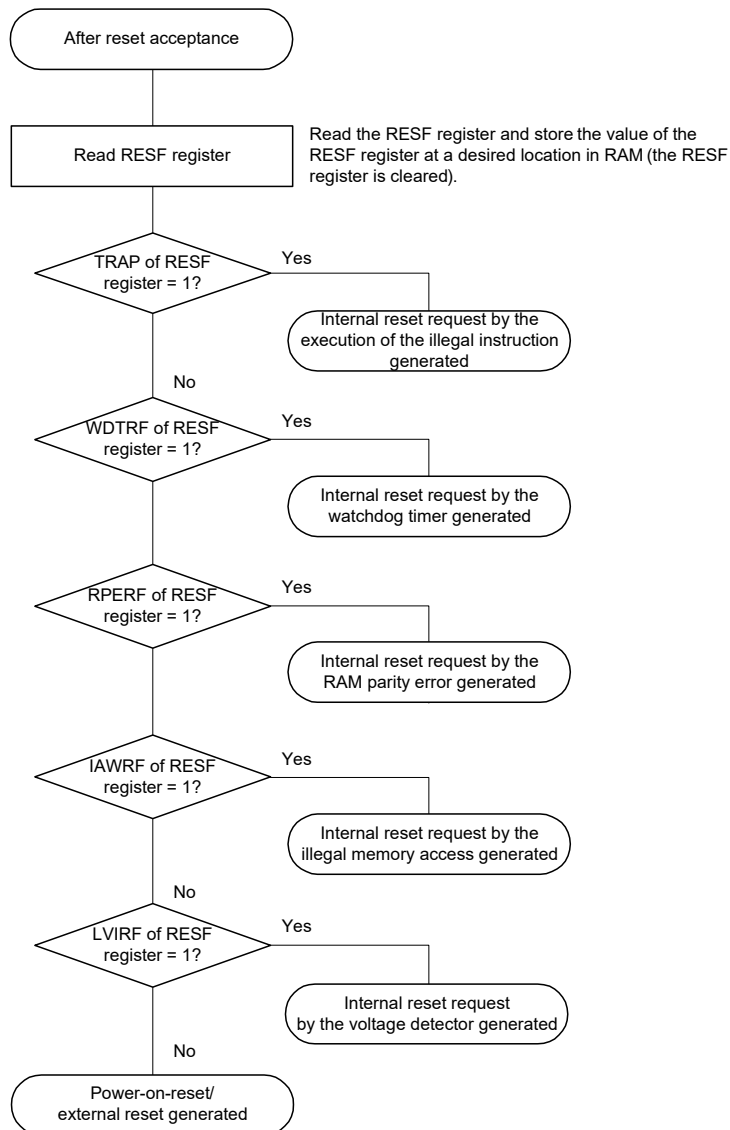 After reset acceptance
Read RESF register
Read the RESF register and store the value of the
RESF register at a desired location in RAM (the RESF
register is cleared).
TRAP of RESF
register = 1?
Yes
Internal reset request by the
execution of the illegal instruction
generated
No
WDTRF of RESF
register = 1?
Yes
Internal reset request by the
watchdog timer generated
RPERF of RESF
register = 1?
Yes
Internal reset request by the
RAM parity error generated
IAWRF of RESF
register = 1?
Yes
Internal reset request by the
illegal memory access generated
No
LVIRF of RESF
register = 1?
Yes
Internal reset request
by the voltage detector generated
No
Power-on-reset/
external reset generated